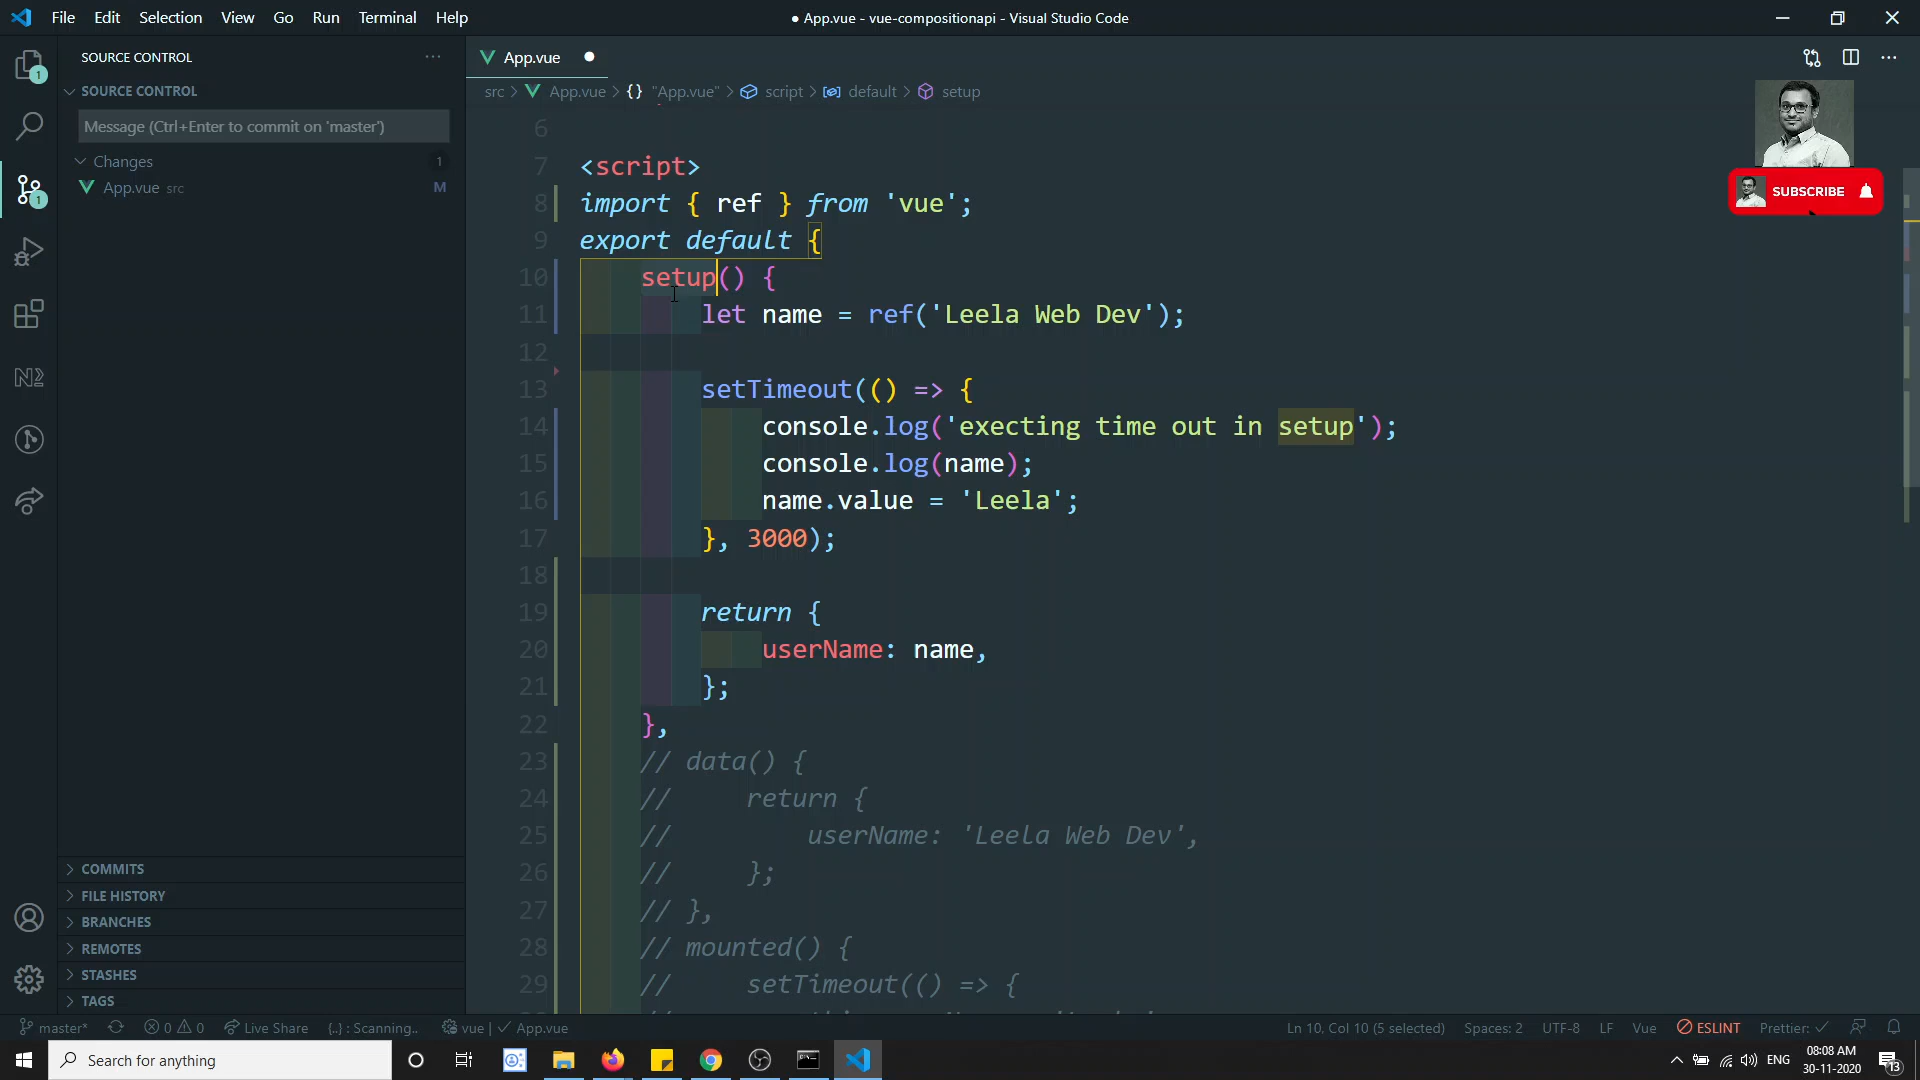 File Edit Selection View Go Run Terminal Help
● App.vue - vue-compositionapi - Visual Studio Code
SOURCE CONTROL
App.vue
SOURCE CONTROL
src > App.vue > {} "App.vue" > script > default > setup
Message (Ctrl+Enter to commit on 'master')
Changes 1
App.vue src M
1
1
SUBSCRIBE
6
7 <script>
8 import { ref } from 'vue';
9 export default {
10 setup() {
11 let name = ref('Leela Web Dev');
12
13 setTimeout(() => {
14 console.log('execting time out in setup');
15 console.log(name);
16 name.value = 'Leela';
17 }, 3000);
18
19 return {
20 userName: name,
21 };
22 },
23 // data() {
24 // return {
25 // userName: 'Leela Web Dev',
26 // };
27 // },
28 // mounted() {
29 // setTimeout(() => {
COMMITS
FILE HISTORY
BRANCHES
REMOTES
STASHES
TAGS
master* 0 0 Live Share {..} : Scanning.. vue | App.vue
Ln 10, Col 10 (5 selected) Spaces: 2 UTF-8 LF Vue ESLINT Prettier:
Search for anything
ENG
08:08 AM
30-11-2020
13